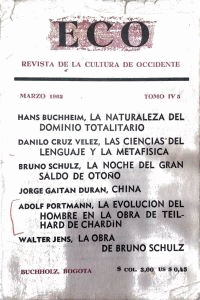 ECO
REVISTA DE LA CULTURA DE OCCIDENTE
MARZO 1962 TOMO IV 5
HANS BUCHHEIM, LA NATURALEZA DEL
DOMINIO TOTALITARIO
DANILO CRUZ VELEZ, LAS CIENCIAS DEL
LENGUAJE Y LA METAFISICA
BRUNO SCHULZ, LA NOCHE DEL GRAN
SALDO DE OTOÑO
JORGE GAITAN DURAN, CHINA
ADOLF PORTMANN, LA EVOLUCION DEL
HOMBRE EN LA OBRA DE TEIL-
HARD DE CHARDIN
WALTER JENS, LA OBRA
DE BRUNO SCHULZ
BUCHHOLZ, BOGOTA $ COL. 3,00 US $ 0,45